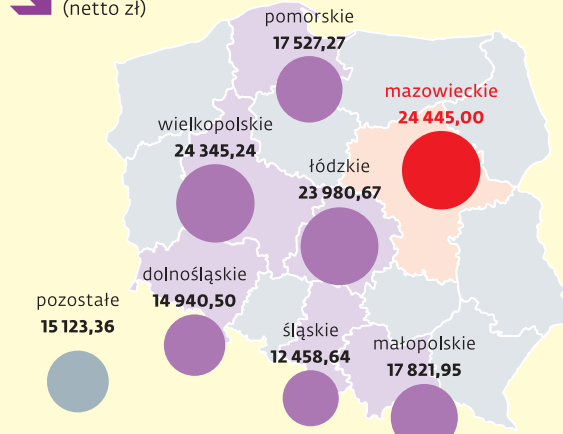 (netto zł)
pomorskie
17 527,27
mazowieckie
24 445,00
wielkopolskie
24 345,24
łódzkie
23 980,67
dolnośląskie
14 940,50
pozostałe
15 123,36
śląskie
12 458,64
małopolskie
17 821,95